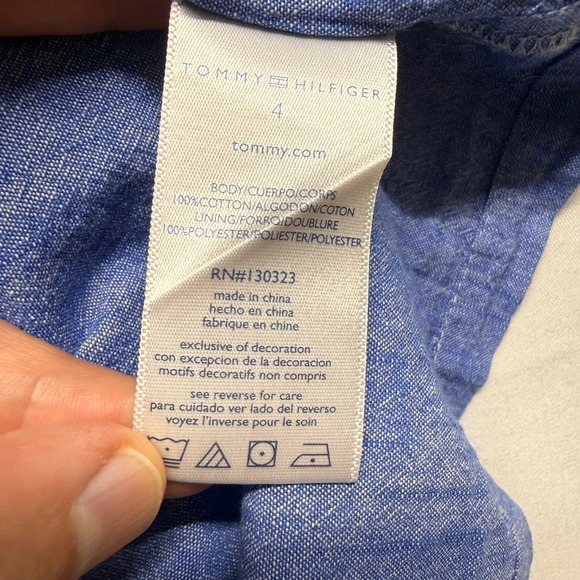 TOMMY HILFIGER
4
tommy.com
BODY/CUERPO/CORPS
100%COTTON/ALGODON/COTON
LINING/FORRO/DOUBLURE
100%POLYESTER/POLIESTER/POLYESTER
RN#130323
made in china
hecho en china
fabrique en chine
exclusive of decoration
con excepcion de la decoracion
motifs decoratifs non compris
see reverse for care
para cuidado ver lado del reverso
voyez l'inverse pour le soin